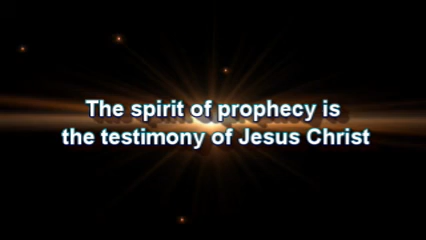 The spirit of prophecy is
the testimony of Jesus Christ